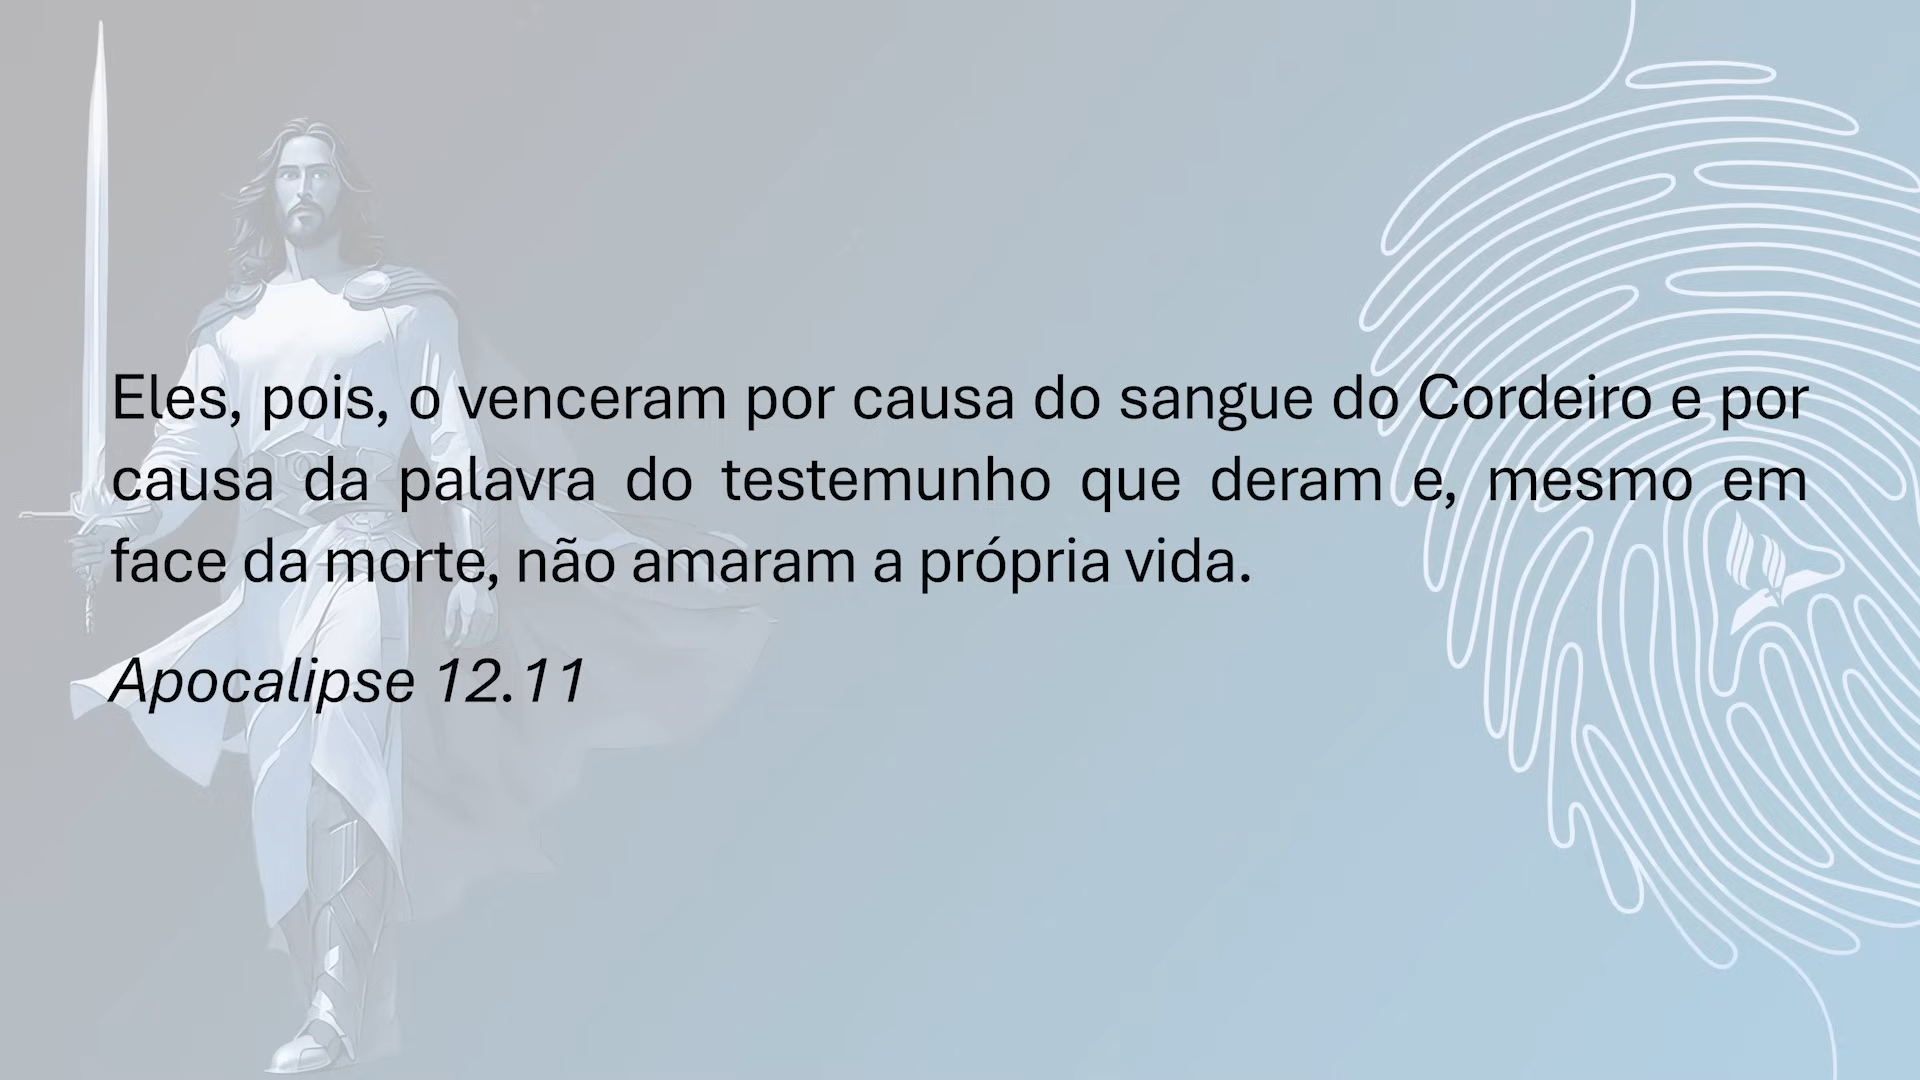 Eles, pois, o venceram por causa do sangue do Cordeiro e por
causa da palavra do testemunho que deram e, mesmo em
face da morte, não amaram a própria vida.
Apocalipse 12.11